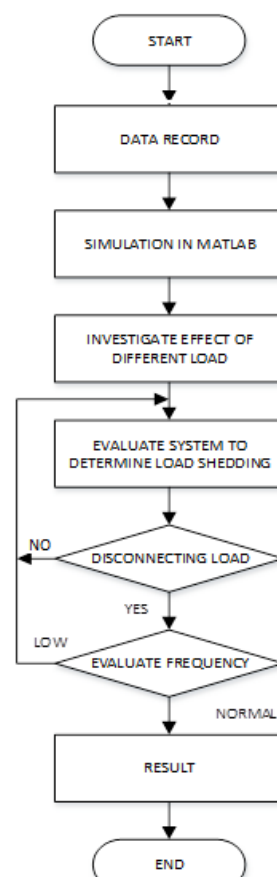 START
DATA RECORD
SIMULATION IN MATLAB
INVESTIGATE EFFECT OF
DIFFERENT LOAD
EVALUATE SYSTEM TO
DETERMINE LOAD SHEDDING
DISCONNECTING LOAD
NO
YES
LOW
EVALUATE FREQUENCY
NORMAL
RESULT
END